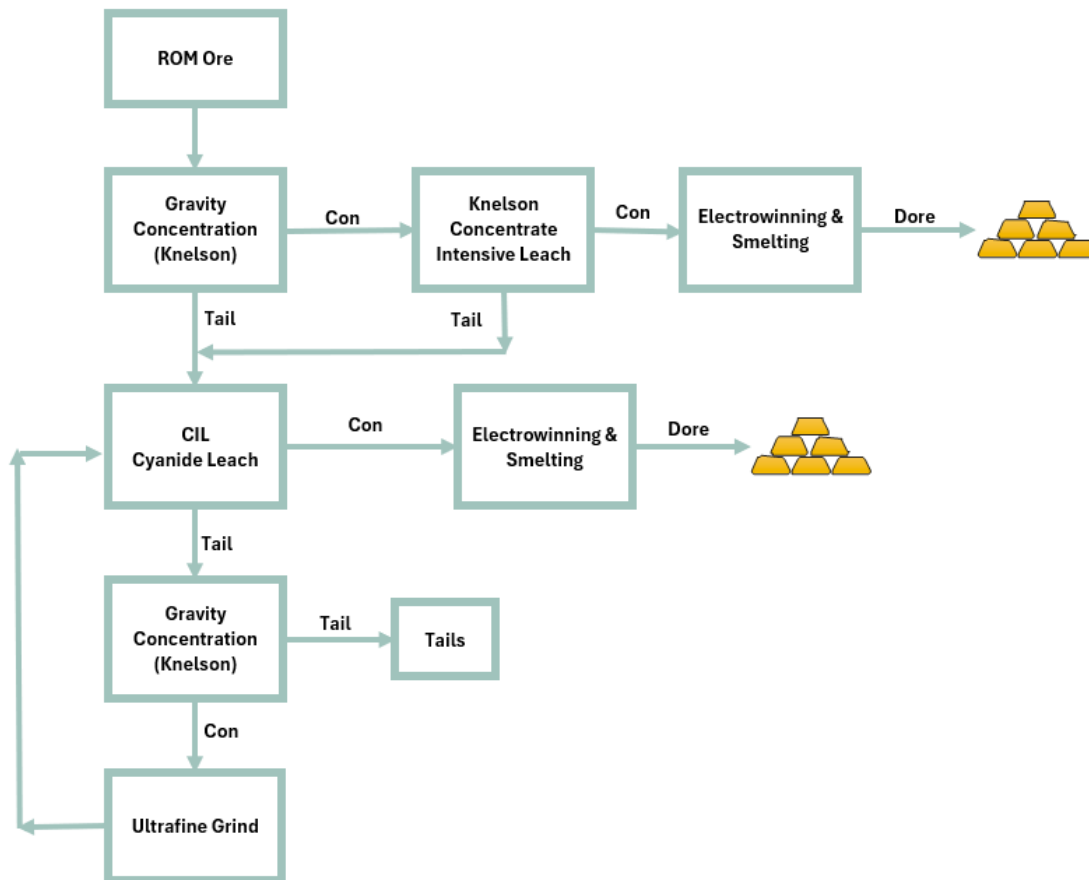 ROM Ore
Gravity
Concentration
(Knelson)
Con
Knelson
Concentrate
Intensive Leach
Con
Electrowinning &
Smelting
Dore
Tail
Tail
CIL
Cyanide Leach
Con
Electrowinning &
Smelting
Dore
Tail
Gravity
Concentration
(Knelson)
Tail
Tails
Con
Ultrafine Grind